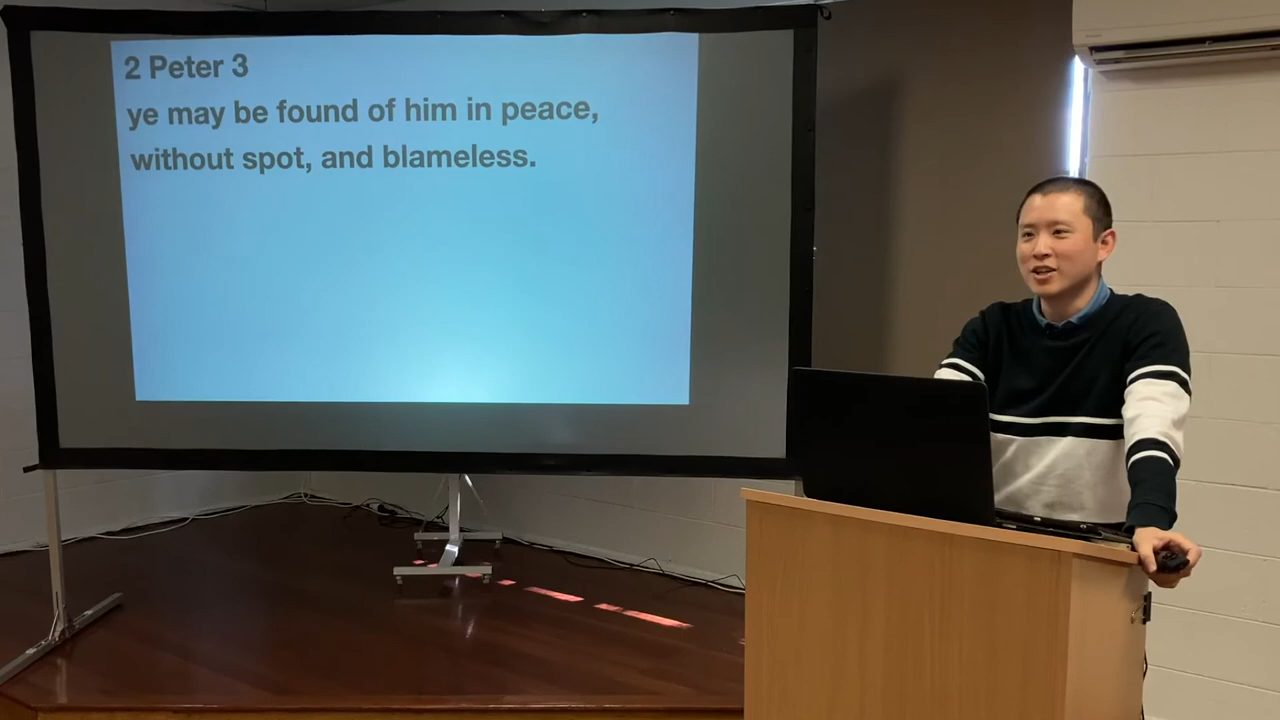 2 Peter 3
ye may be found of him in peace,
without spot, and blameless.